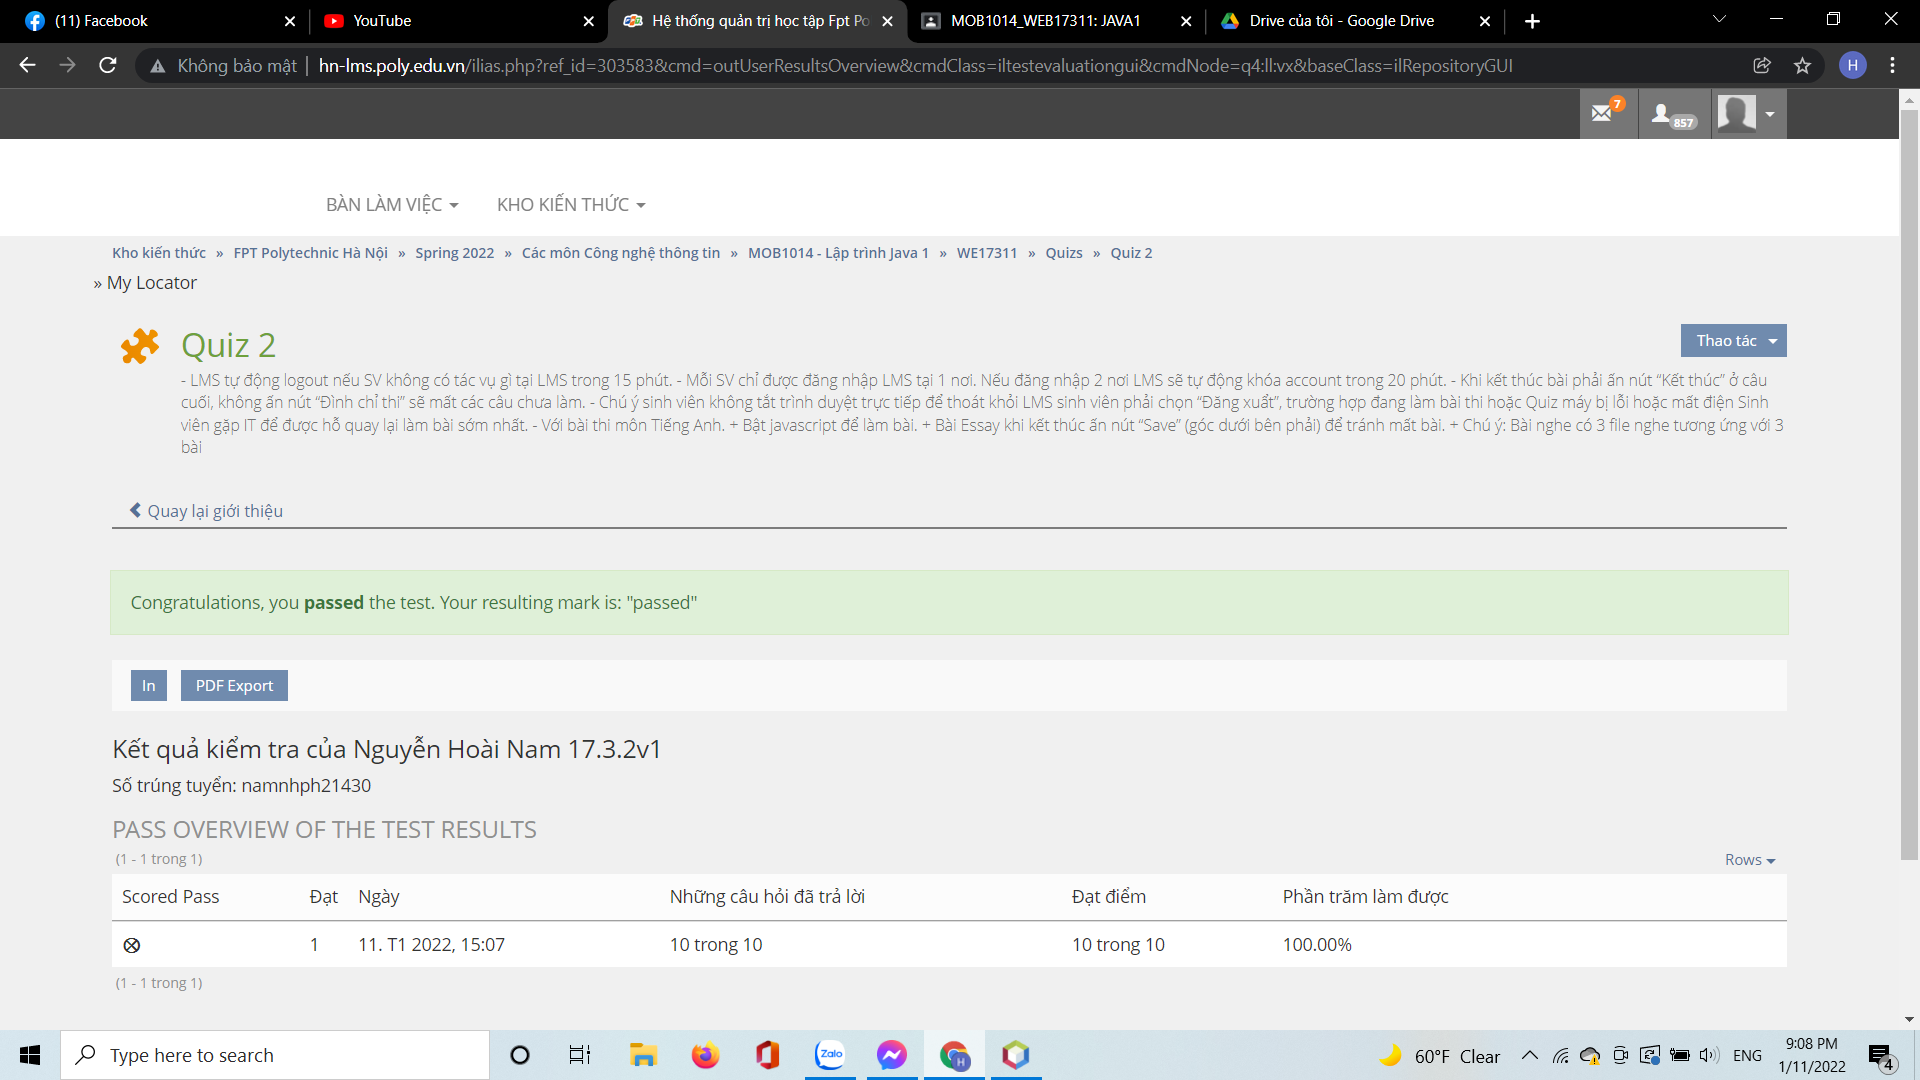 (11) Facebook
YouTube
Hệ thống quản trị học tập Fpt Po
MOB1014_WEB17311: JAVA1
Drive của tôi - Google Drive
Không bảo mật | hn-lms.poly.edu.vn/ilias.php?ref_id=303583&cmd=outUserResultsOverview&cmdClass=iltestevaluationgui&cmdNode=q4:ll:vx&baseClass=ilRepositoryGUI
H
7
857
BÀN LÀM VIỆC
KHO KIẾN THỨC
Kho kiến thức » FPT Polytechnic Hà Nội » Spring 2022 » Các môn Công nghệ thông tin » MOB1014 - Lập trình Java 1 » WE17311 » Quizs » Quiz 2
» My Locator
Quiz 2
Thao tác
- LMS tự động logout nếu SV không có tác vụ gì tại LMS trong 15 phút. - Mỗi SV chỉ được đăng nhập LMS tại 1 nơi. Nếu đăng nhập 2 nơi LMS sẽ tự động khóa account trong 20 phút. - Khi kết thúc bài phải ấn nút “Kết thúc” ở câu
cuối, không ấn nút “Đình chỉ thi” sẽ mất các câu chưa làm. - Chú ý sinh viên không tắt trình duyệt trực tiếp để thoát khỏi LMS sinh viên phải chọn “Đăng xuất”, trường hợp đang làm bài thi hoặc Quiz máy bị lỗi hoặc mất điện Sinh
viên gặp IT để được hỗ quay lại làm bài sớm nhất. - Với bài thi môn Tiếng Anh. + Bật javascript để làm bài. + Bài Essay khi kết thúc ấn nút “Save” (góc dưới bên phải) để tránh mất bài. + Chú ý: Bài nghe có 3 file nghe tương ứng với 3
bài
Quay lại giới thiệu
Congratulations, you passed the test. Your resulting mark is: "passed"
In
PDF Export
Kết quả kiểm tra của Nguyễn Hoài Nam 17.3.2v1
Số trúng tuyển: namnhph21430
PASS OVERVIEW OF THE TEST RESULTS
(1 - 1 trong 1)
Rows
Scored Pass Đạt Ngày Những câu hỏi đã trả lời Đạt điểm Phần trăm làm được
1 11. T1 2022, 15:07 10 trong 10 10 trong 10 100.00%
(1 - 1 trong 1)
Type here to search
Zalo
H
60°F Clear
ENG
9:08 PM
1/11/2022
4